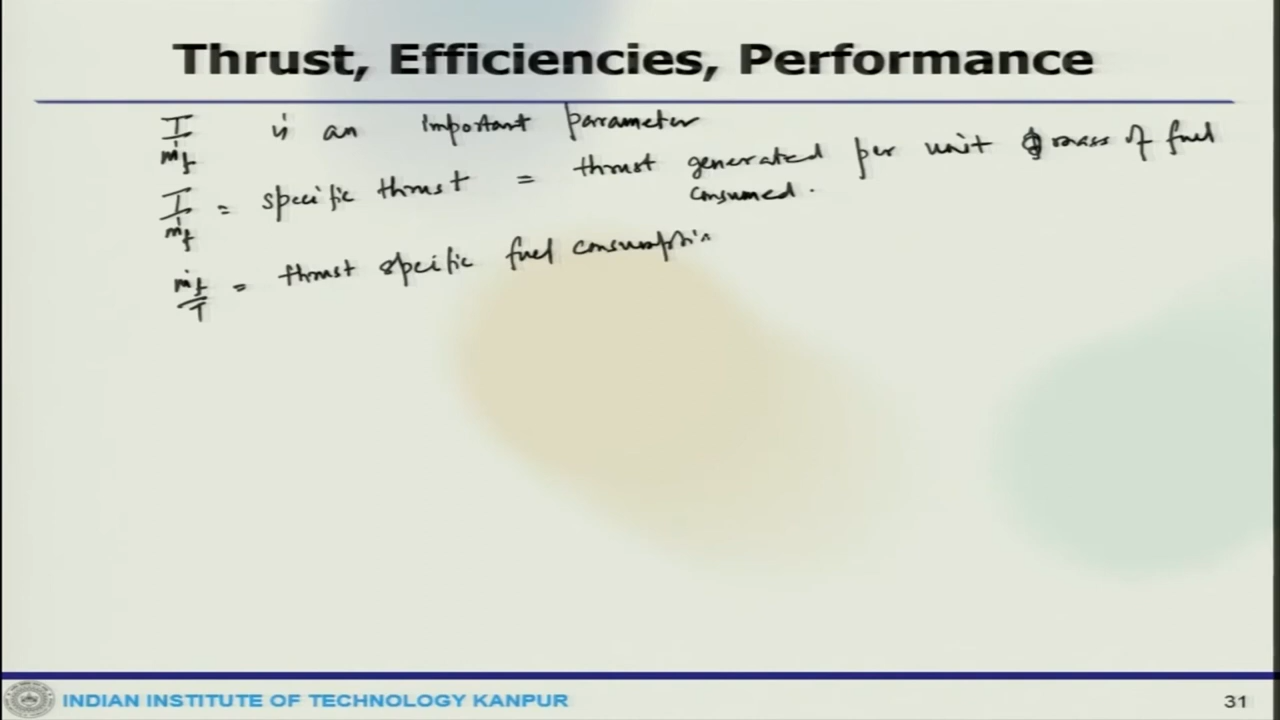 Thrust, Efficiencies, Performance
T/ṁf is an important parameter
T/ṁf = specific thrust = thrust generated per unit mass of fuel
consumed.
ṁf/T = thrust specific fuel consumption
INDIAN INSTITUTE OF TECHNOLOGY KANPUR
31